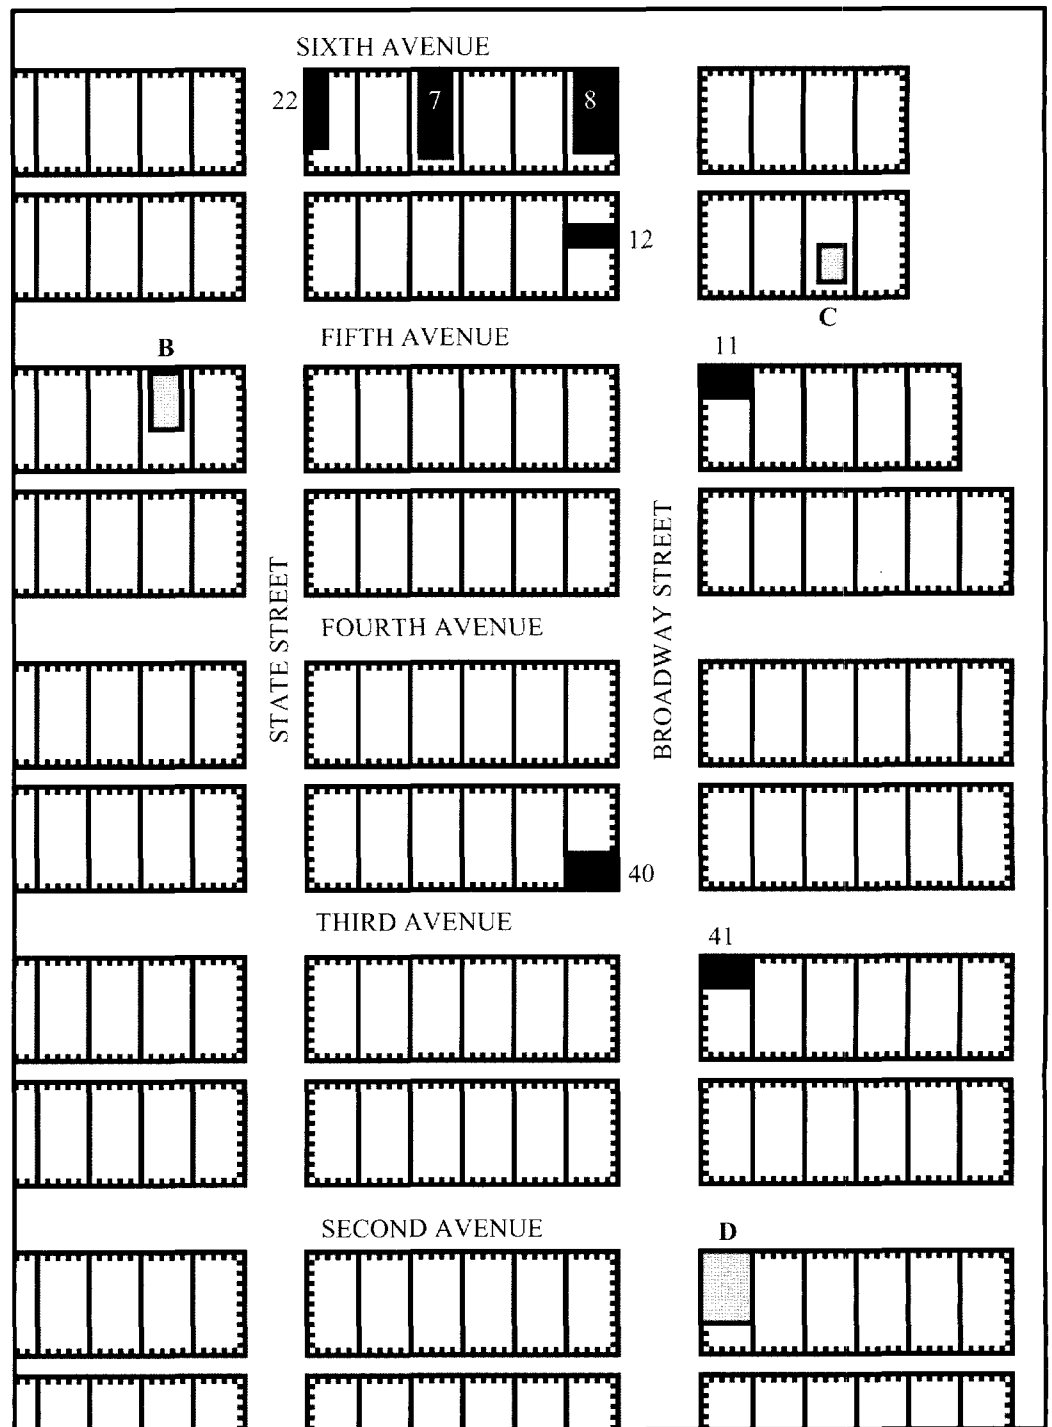 SIXTH AVENUE
22
7
8
12
C
FIFTH AVENUE
B
11
STATE STREET
BROADWAY STREET
FOURTH AVENUE
40
THIRD AVENUE
41
SECOND AVENUE
D